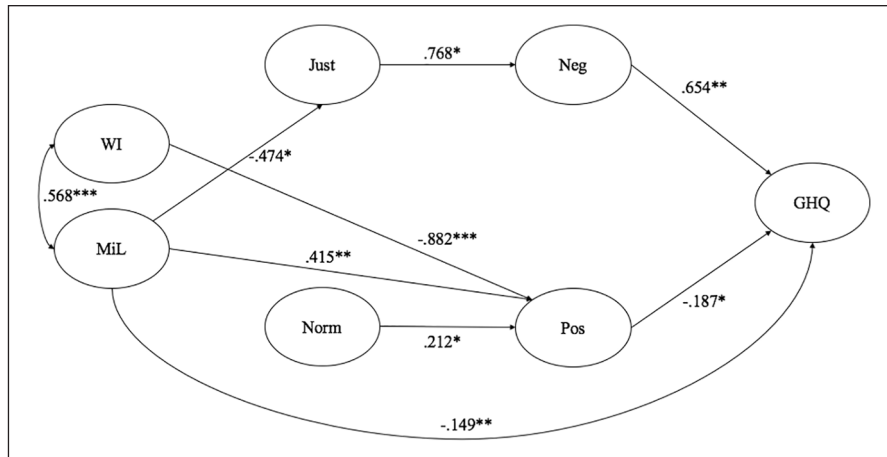 Just
.768*
Neg
.654**
WI
-.474*
.568***
GHQ
-.882***
MiL
.415**
Norm
.212*
Pos
-.187*
-.149**